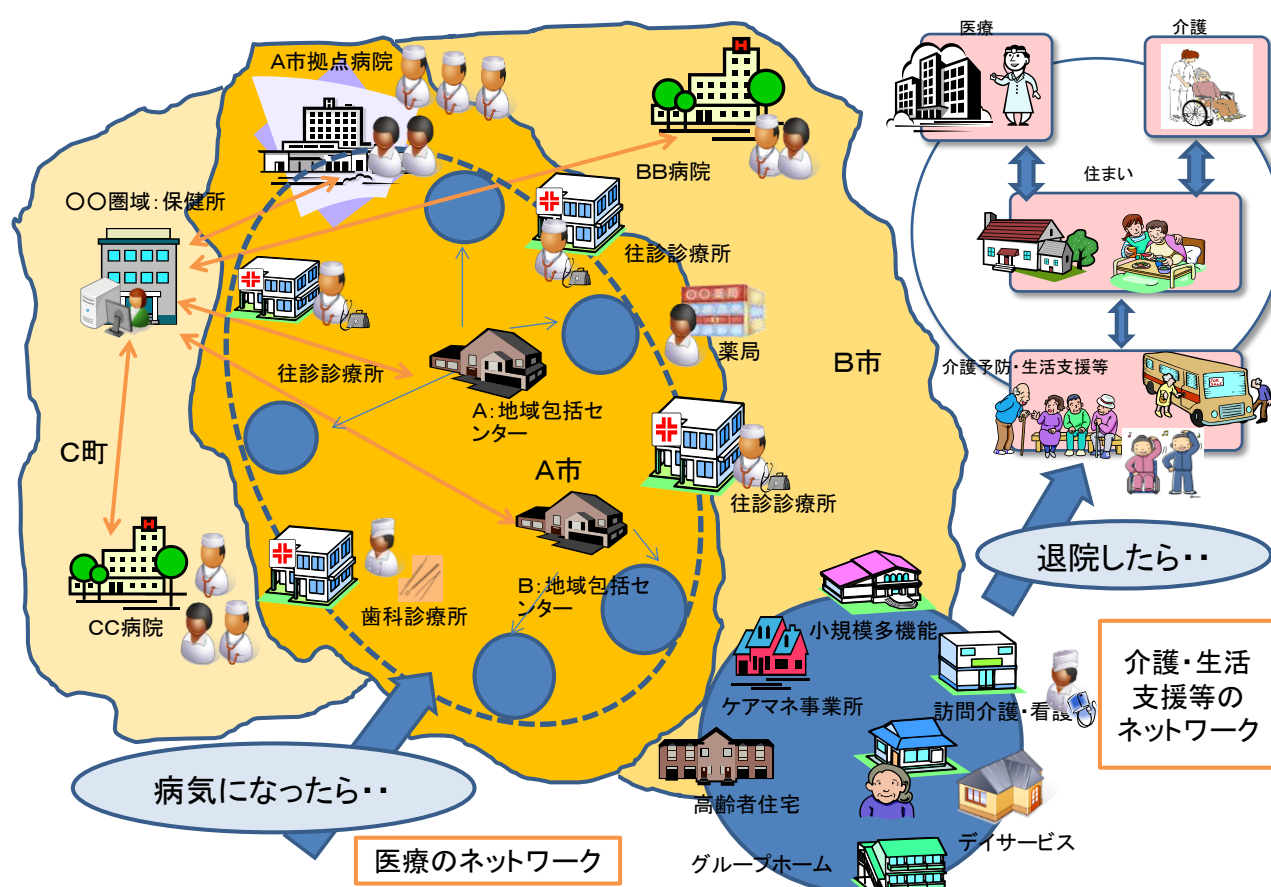 A市拠点病院
〇〇圏域：保健所
BB病院
往診診療所
往診診療所
〇〇薬局
薬局
A：地域包括セ
ンター
C町
A市
B市
往診診療所
B：地域包括セ
ンター
歯科診療所
CC病院
病気になったら・・
医療のネットワーク
医療
介護
住まい
介護予防・生活支援等
退院したら・・
小規模多機能
ケアマネ事業所
訪問介護・看護
高齢者住宅
デイサービス
グループホーム
介護・生活
支援等の
ネットワーク